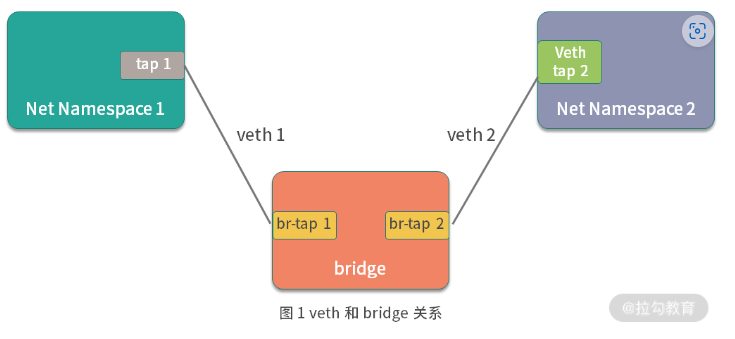 tap 1
Net Namespace 1
Veth
tap 2
Net Namespace 2
veth 1
veth 2
br-tap 1
br-tap 2
bridge
图 1 veth 和 bridge 关系
@拉勾教育